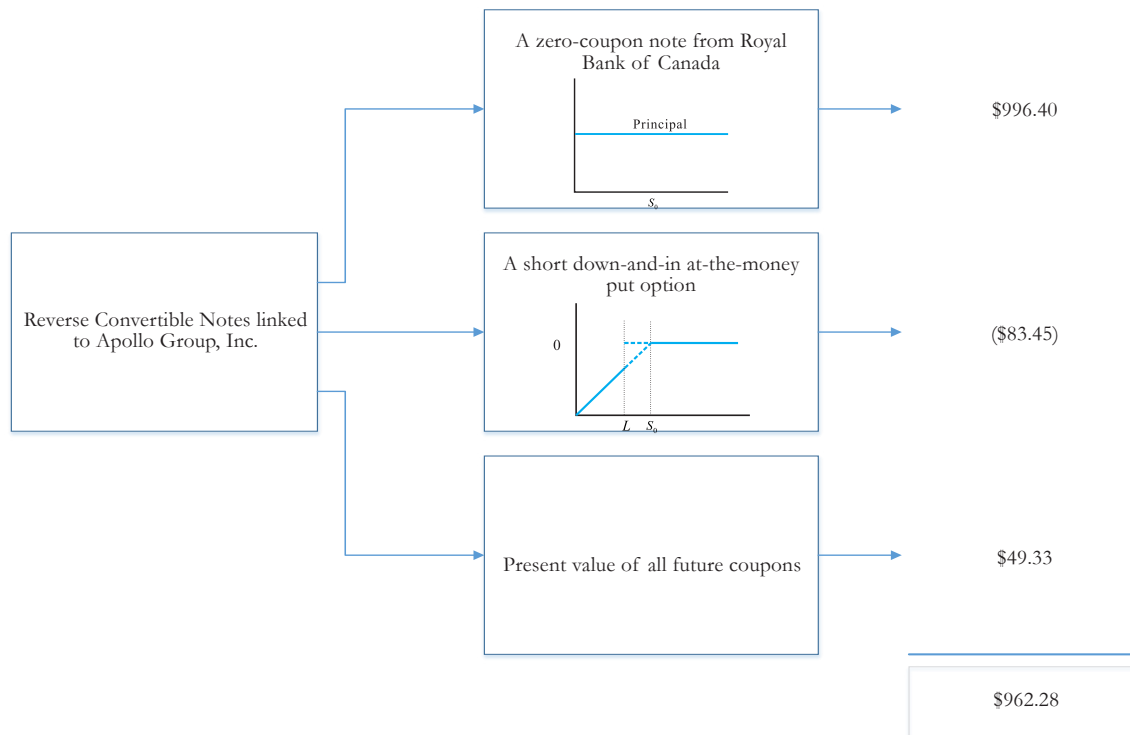 A zero-coupon note from Royal
Bank of Canada
Principal
S₀
$996.40
Reverse Convertible Notes linked
to Apollo Group, Inc.
A short down-and-in at-the-money
put option
0
L S₀
($83.45)
Present value of all future coupons
$49.33
$962.28